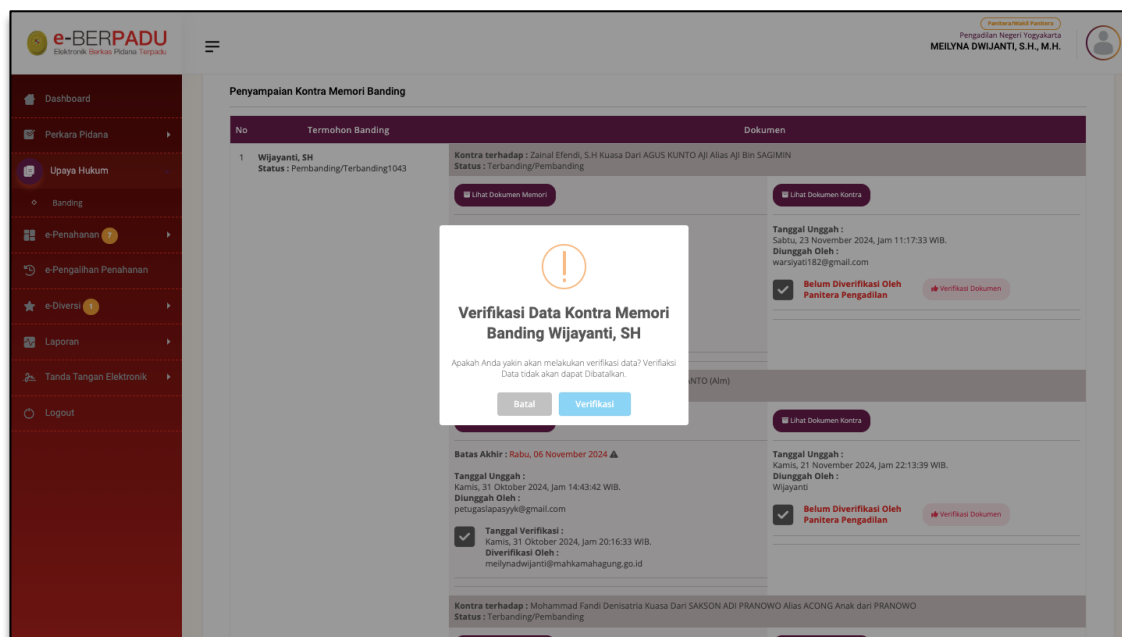 e-BERPADU
Elektronik Berkas Pidana Terpadu
Panitera/Wakil Panitera
Pengadilan Negeri Yogyakarta
MEILYNA DWIJANTI, S.H., M.H.
Dashboard
Perkara Pidana
Upaya Hukum
Banding
e-Penahanan 7
e-Pengalihan Penahanan
e-Diversi 1
Laporan
Tanda Tangan Elektronik
Logout
Penyampaian Kontra Memori Banding
No Termohon Banding Dokumen
1 Wijayanti, SH
Status : Pembanding/Terbanding1043
Kontra terhadap : Zainal Efendi, S.H Kuasa Dari AGUS KUNTO AJI Alias AJI Bin SAGIMIN
Status : Terbanding/Pembanding
Lihat Dokumen Memori
Lihat Dokumen Kontra
Tanggal Unggah :
Sabtu, 23 November 2024, Jam 11:17:33 WIB.
Diunggah Oleh :
warsiyati182@gmail.com
Belum Diverifikasi Oleh
Panitera Pengadilan
Verifikasi Dokumen
Verifikasi Data Kontra Memori
Banding Wijayanti, SH
Apakah Anda yakin akan melakukan verifikasi data? Verifiaksi
Data tidak akan dapat Dibatalkan.
Batal
Verifikasi
NTO (Alm)
Lihat Dokumen Kontra
Batas Akhir : Rabu, 06 November 2024
Tanggal Unggah :
Kamis, 31 Oktober 2024, Jam 14:43:42 WIB.
Diunggah Oleh :
petugaslapasyyk@gmail.com
Tanggal Verifikasi :
Kamis, 31 Oktober 2024, Jam 20:16:33 WIB.
Diverifikasi Oleh :
meilynadwijanti@mahkamahagung.go.id
Tanggal Unggah :
Kamis, 21 November 2024, Jam 22:13:39 WIB.
Diunggah Oleh :
Wijayanti
Belum Diverifikasi Oleh
Panitera Pengadilan
Verifikasi Dokumen
Kontra terhadap : Mohammad Fandi Denisatria Kuasa Dari SAKSON ADI PRANOWO Alias ACONG Anak dari PRANOWO
Status : Terbanding/Pembanding